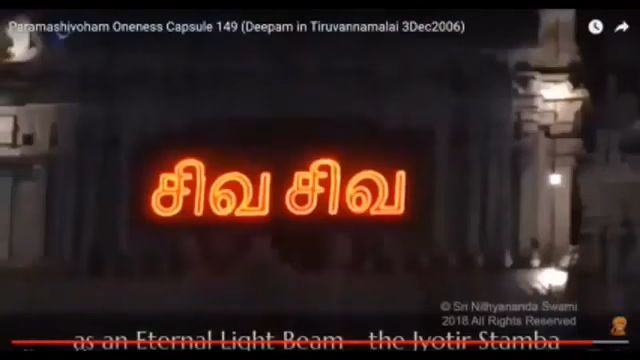 Paramashivoham Oneness Capsule 149 (Deepam in Tiruvannamalai 3Dec2006)
சிவ சிவ
© Sri Nithyananda Swami
2018 All Rights Reserved
as an Eternal Light Beam - the Jyotir Stamba